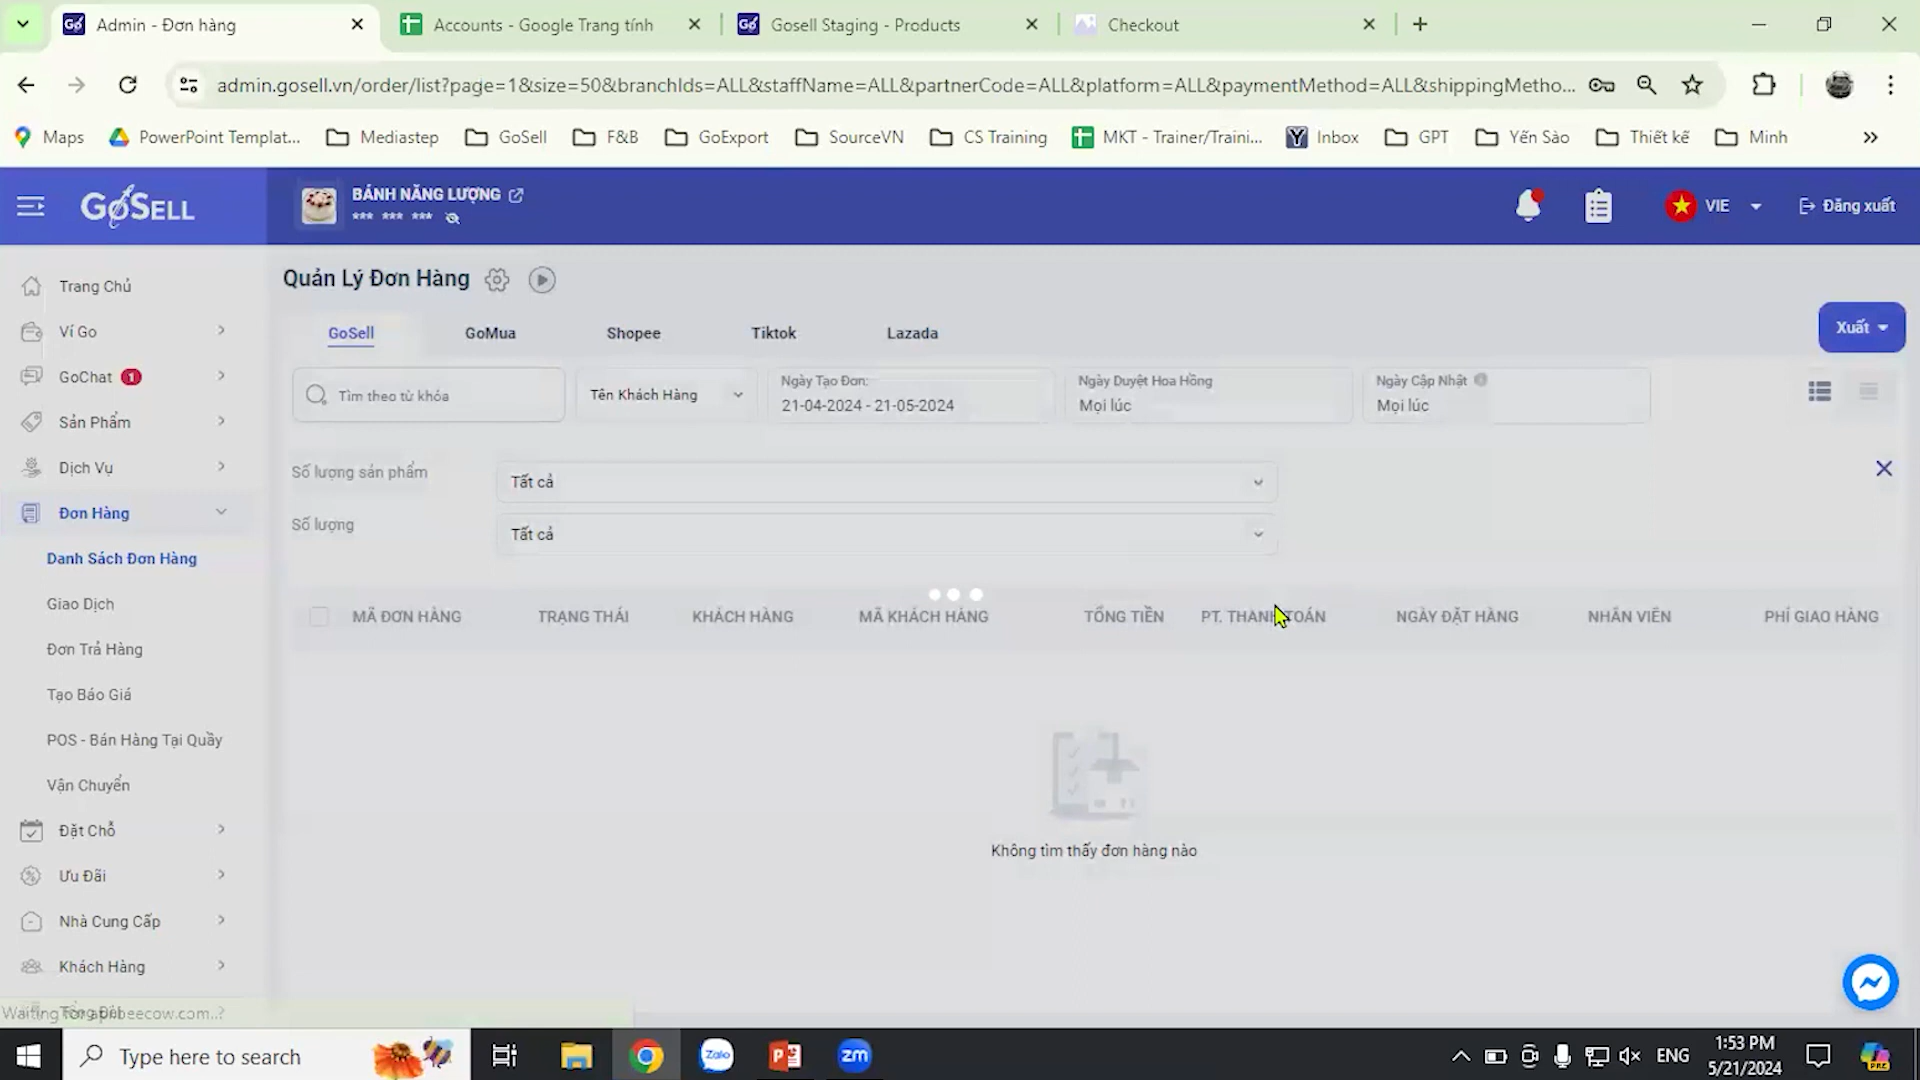 Admin - Đơn hàng
Accounts - Google Trang tính
Gosell Staging - Products
Checkout
admin.gosell.vn/order/list?page=1&size=50&branchIds=ALL&staffName=ALL&partnerCode=ALL&platform=ALL&paymentMethod=ALL&shippingMetho...
Maps
PowerPoint Templat...
Mediastep
GoSell
F&B
GoExport
SourceVN
CS Training
MKT - Trainer/Traini...
Inbox
GPT
Yến Sào
Thiết kế
Minh
GoSELL
BÁNH NĂNG LƯỢNG
*** *** ***
VIE
Đăng xuất
Trang Chủ
Ví Go
GoChat 1
Sản Phẩm
Dịch Vụ
Đơn Hàng
Danh Sách Đơn Hàng
Giao Dịch
Đơn Trả Hàng
Tạo Báo Giá
POS - Bán Hàng Tại Quầy
Vận Chuyển
Đặt Chỗ
Ưu Đãi
Nhà Cung Cấp
Khách Hàng
Quản Lý Đơn Hàng
GoSell
GoMua
Shopee
Tiktok
Lazada
Xuất
Tìm theo từ khóa
Tên Khách Hàng
Ngày Tạo Đơn:
21-04-2024 - 21-05-2024
Ngày Duyệt Hoa Hồng
Mọi lúc
Ngày Cập Nhật
Mọi lúc
Số lượng sản phẩm
Tất cả
Số lượng
Tất cả
MÃ ĐƠN HÀNG
TRẠNG THÁI
KHÁCH HÀNG
MÃ KHÁCH HÀNG
TỔNG TIỀN
PT. THANH TOÁN
NGÀY ĐẶT HÀNG
NHÂN VIÊN
PHÍ GIAO HÀNG
Không tìm thấy đơn hàng nào
Waiting for
Type here to search
Zalo
zm
ENG
1:53 PM
5/21/2024
PRE